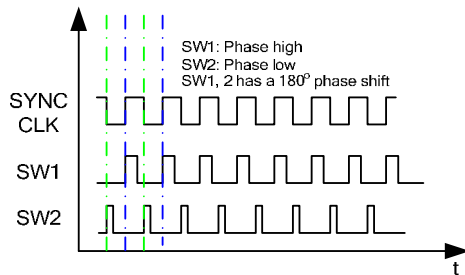 SW1: Phase high
SW2: Phase low
SW1, 2 has a 180° phase shift
SYNC
CLK
SW1
SW2
t